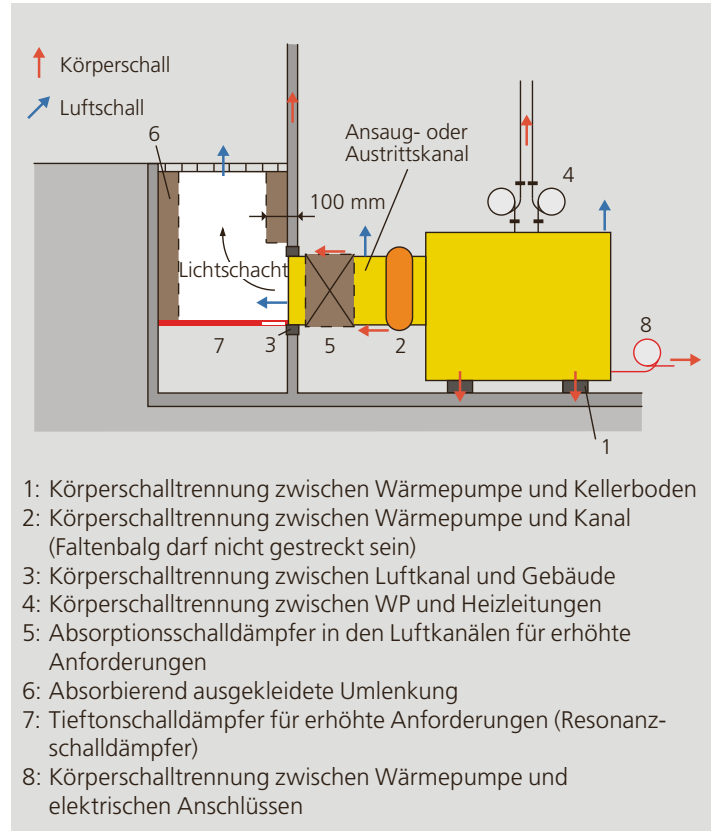 Körperschall
Luftschall
6
Ansaug- oder
Austrittskanal
4
100 mm
Lichtschacht
7
3
5
2
8
1
1: Körperschalltrennung zwischen Wärmepumpe und Kellerboden
2: Körperschalltrennung zwischen Wärmepumpe und Kanal
(Faltenbalg darf nicht gestreckt sein)
3: Körperschalltrennung zwischen Luftkanal und Gebäude
4: Körperschalltrennung zwischen WP und Heizleitungen
5: Absorptionsschalldämpfer in den Luftkanälen für erhöhte
Anforderungen
6: Absorbierend ausgekleidete Umlenkung
7: Tieftonschalldämpfer für erhöhte Anforderungen (Resonanz-
schalldämpfer)
8: Körperschalltrennung zwischen Wärmepumpe und
elektrischen Anschlüssen